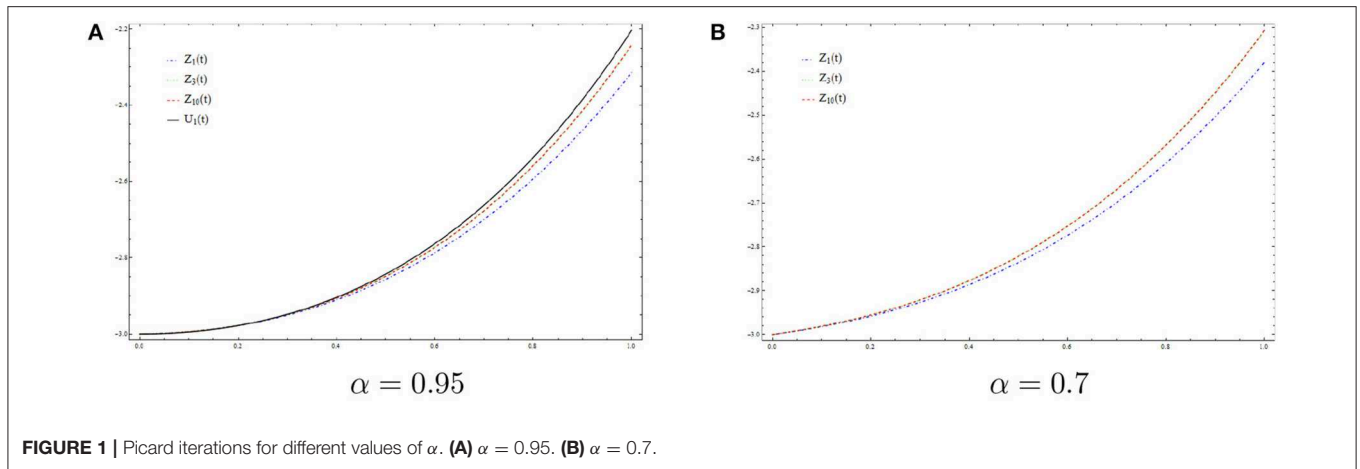 A
-2.2
-2.4
-2.6
-2.8
-3.0
0.0 0.2 0.4 0.6 0.8 1.0
Z1(t)
Z3(t)
Z10(t)
U1(t)
α = 0.95
B
-2.3
-2.4
-2.5
-2.6
-2.7
-2.8
-2.9
-3.0
0.0 0.2 0.4 0.6 0.8 1.0
Z1(t)
Z3(t)
Z10(t)
α = 0.7
FIGURE 1 | Picard iterations for different values of α. (A) α = 0.95. (B) α = 0.7.